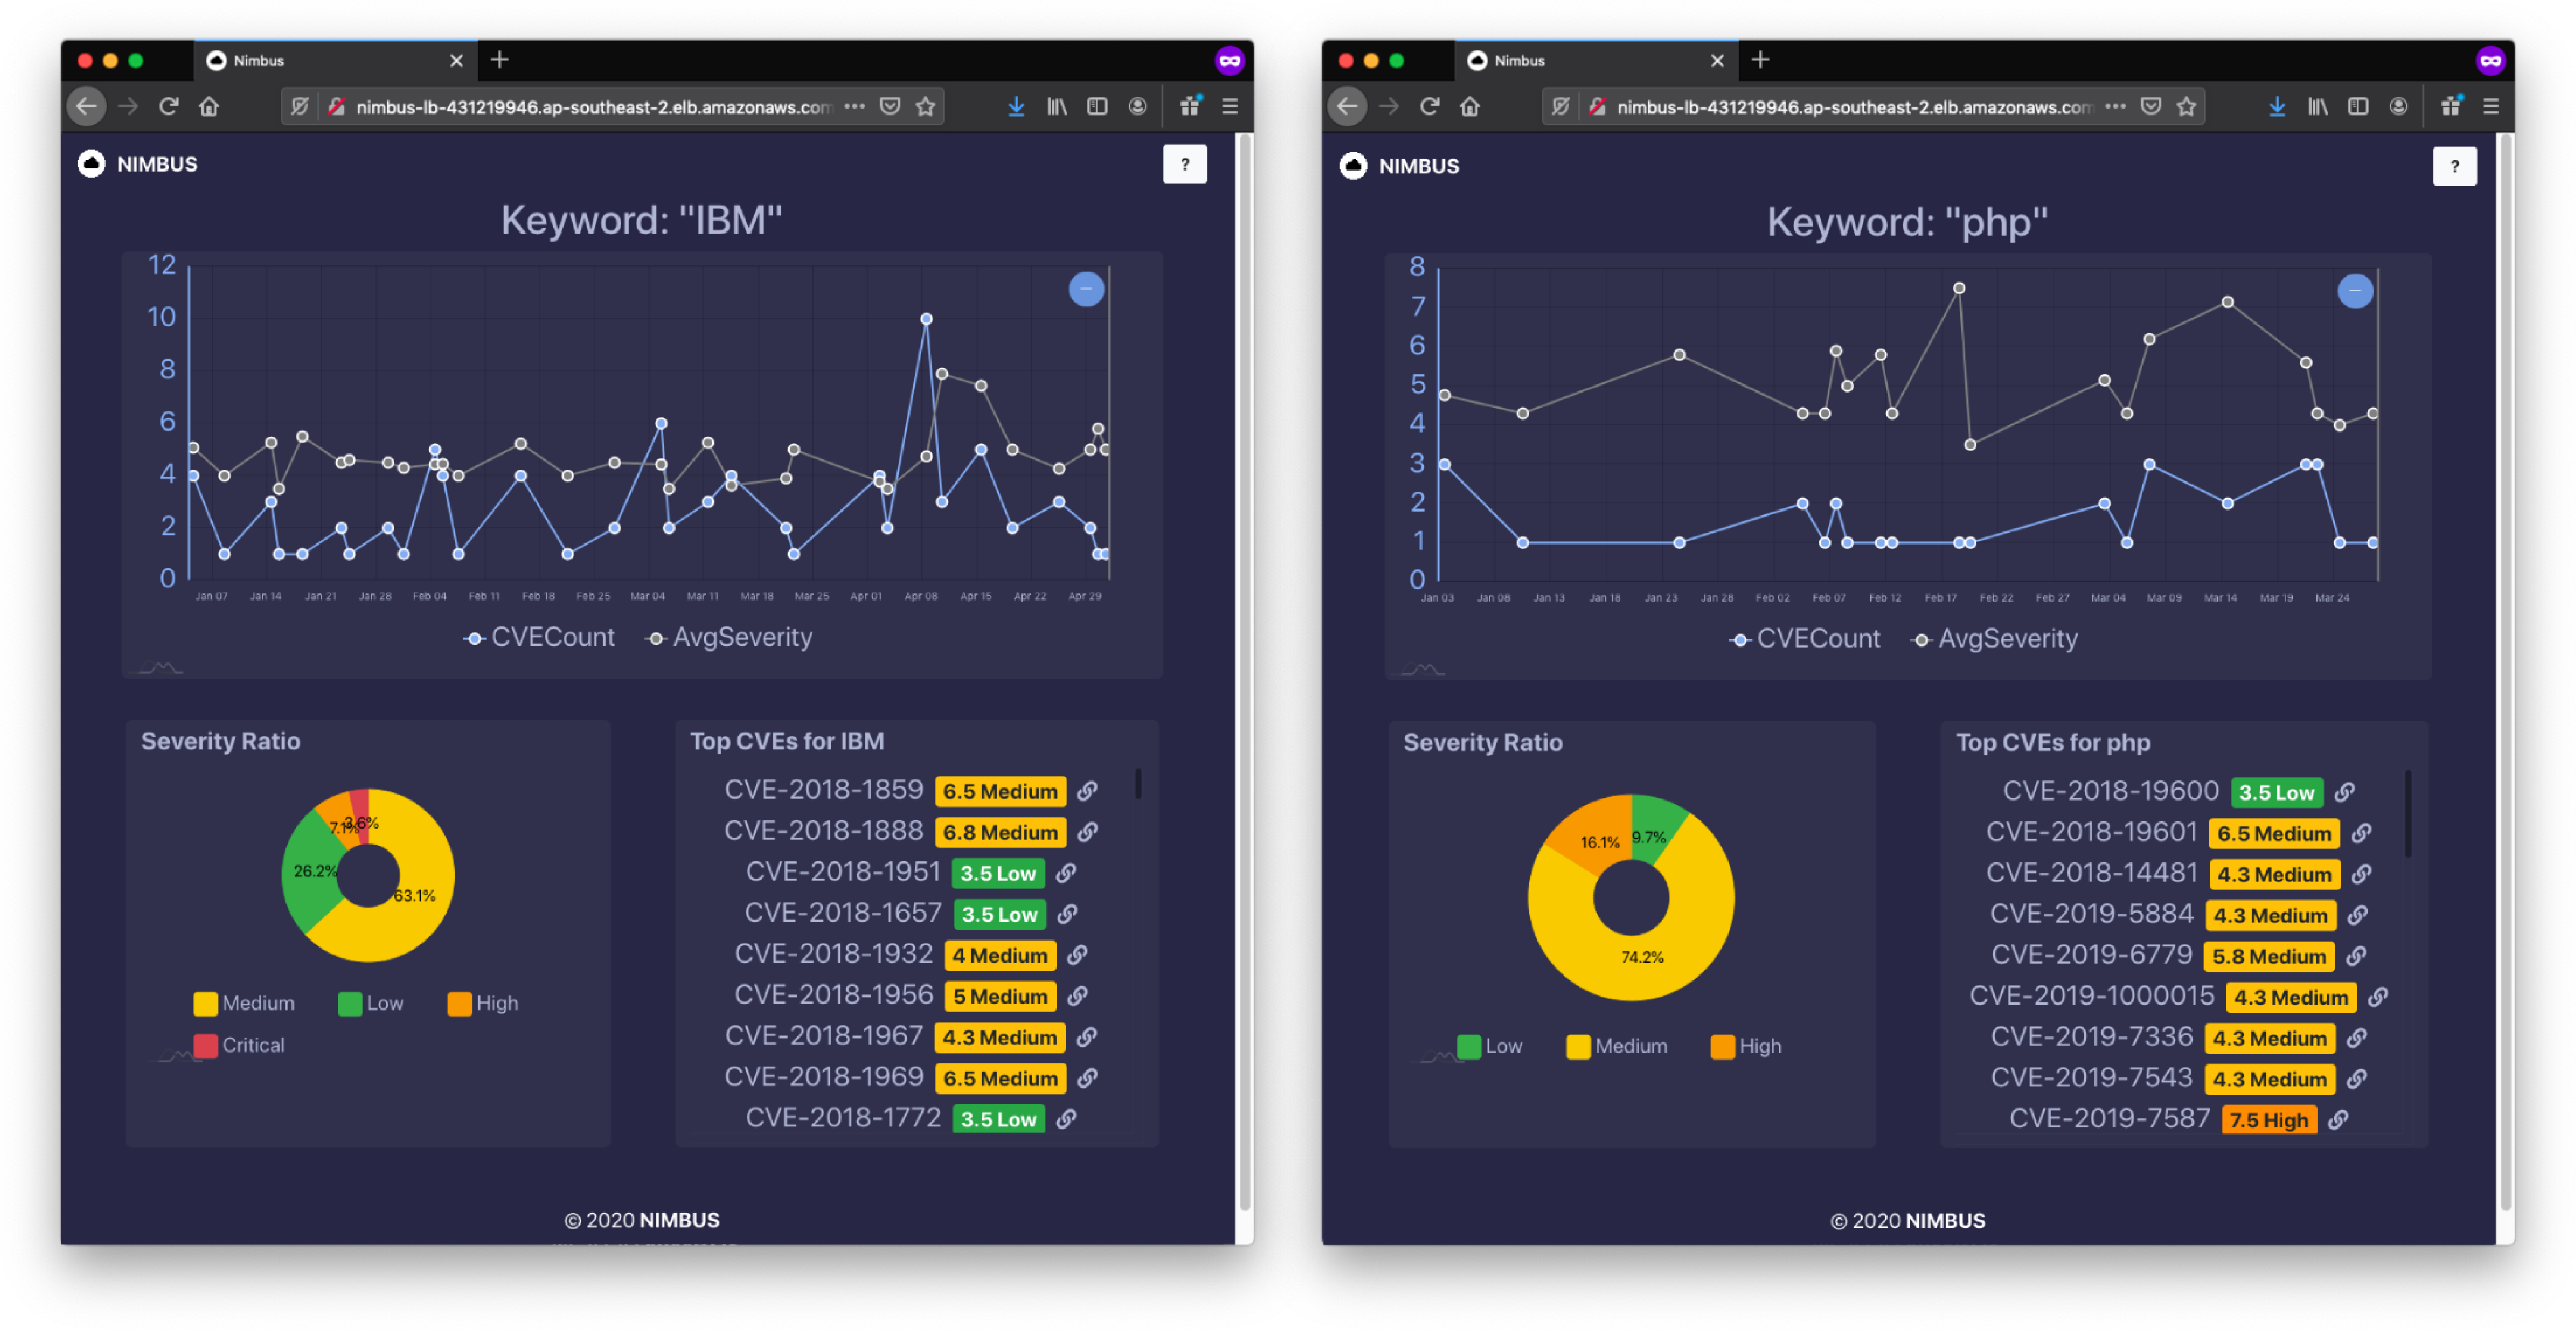 Nimbus
nimbus-lb-431219946.ap-southeast-2.elb.amazonaws.com
NIMBUS
?
Keyword: "IBM"
12
10
8
6
4
2
0
Jan 07 Jan 14 Jan 21 Jan 28 Feb 04 Feb 11 Feb 18 Feb 25 Mar 04 Mar 11 Mar 18 Mar 25 Apr 01 Apr 08 Apr 15 Apr 22 Apr 29
CVECount AvgSeverity
Severity Ratio
7.1% 3.6%
26.2%
63.1%
Medium Low High
Critical
Top CVEs for IBM
CVE-2018-1859 6.5 Medium
CVE-2018-1888 6.8 Medium
CVE-2018-1951 3.5 Low
CVE-2018-1657 3.5 Low
CVE-2018-1932 4 Medium
CVE-2018-1956 5 Medium
CVE-2018-1967 4.3 Medium
CVE-2018-1969 6.5 Medium
CVE-2018-1772 3.5 Low
© 2020 NIMBUS
Nimbus
nimbus-lb-431219946.ap-southeast-2.elb.amazonaws.com
NIMBUS
?
Keyword: "php"
8
7
6
5
4
3
2
1
0
Jan 03 Jan 08 Jan 13 Jan 18 Jan 23 Jan 28 Feb 02 Feb 07 Feb 12 Feb 17 Feb 22 Feb 27 Mar 04 Mar 09 Mar 14 Mar 19 Mar 24
CVECount AvgSeverity
Severity Ratio
16.1% 9.7%
74.2%
Low Medium High
Top CVEs for php
CVE-2018-19600 3.5 Low
CVE-2018-19601 6.5 Medium
CVE-2018-14481 4.3 Medium
CVE-2019-5884 4.3 Medium
CVE-2019-6779 5.8 Medium
CVE-2019-1000015 4.3 Medium
CVE-2019-7336 4.3 Medium
CVE-2019-7543 4.3 Medium
CVE-2019-7587 7.5 High
© 2020 NIMBUS